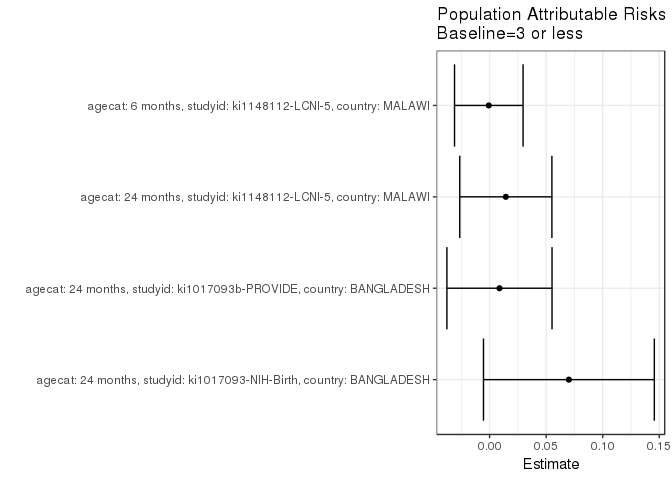 Population Attributable Risks
Baseline=3 or less
agecat: 6 months, studyid: ki1148112-LCNI-5, country: MALAWI
agecat: 24 months, studyid: ki1148112-LCNI-5, country: MALAWI
agecat: 24 months, studyid: ki1017093b-PROVIDE, country: BANGLADESH
agecat: 24 months, studyid: ki1017093-NIH-Birth, country: BANGLADESH
0.00 0.05 0.10 0.15
Estimate